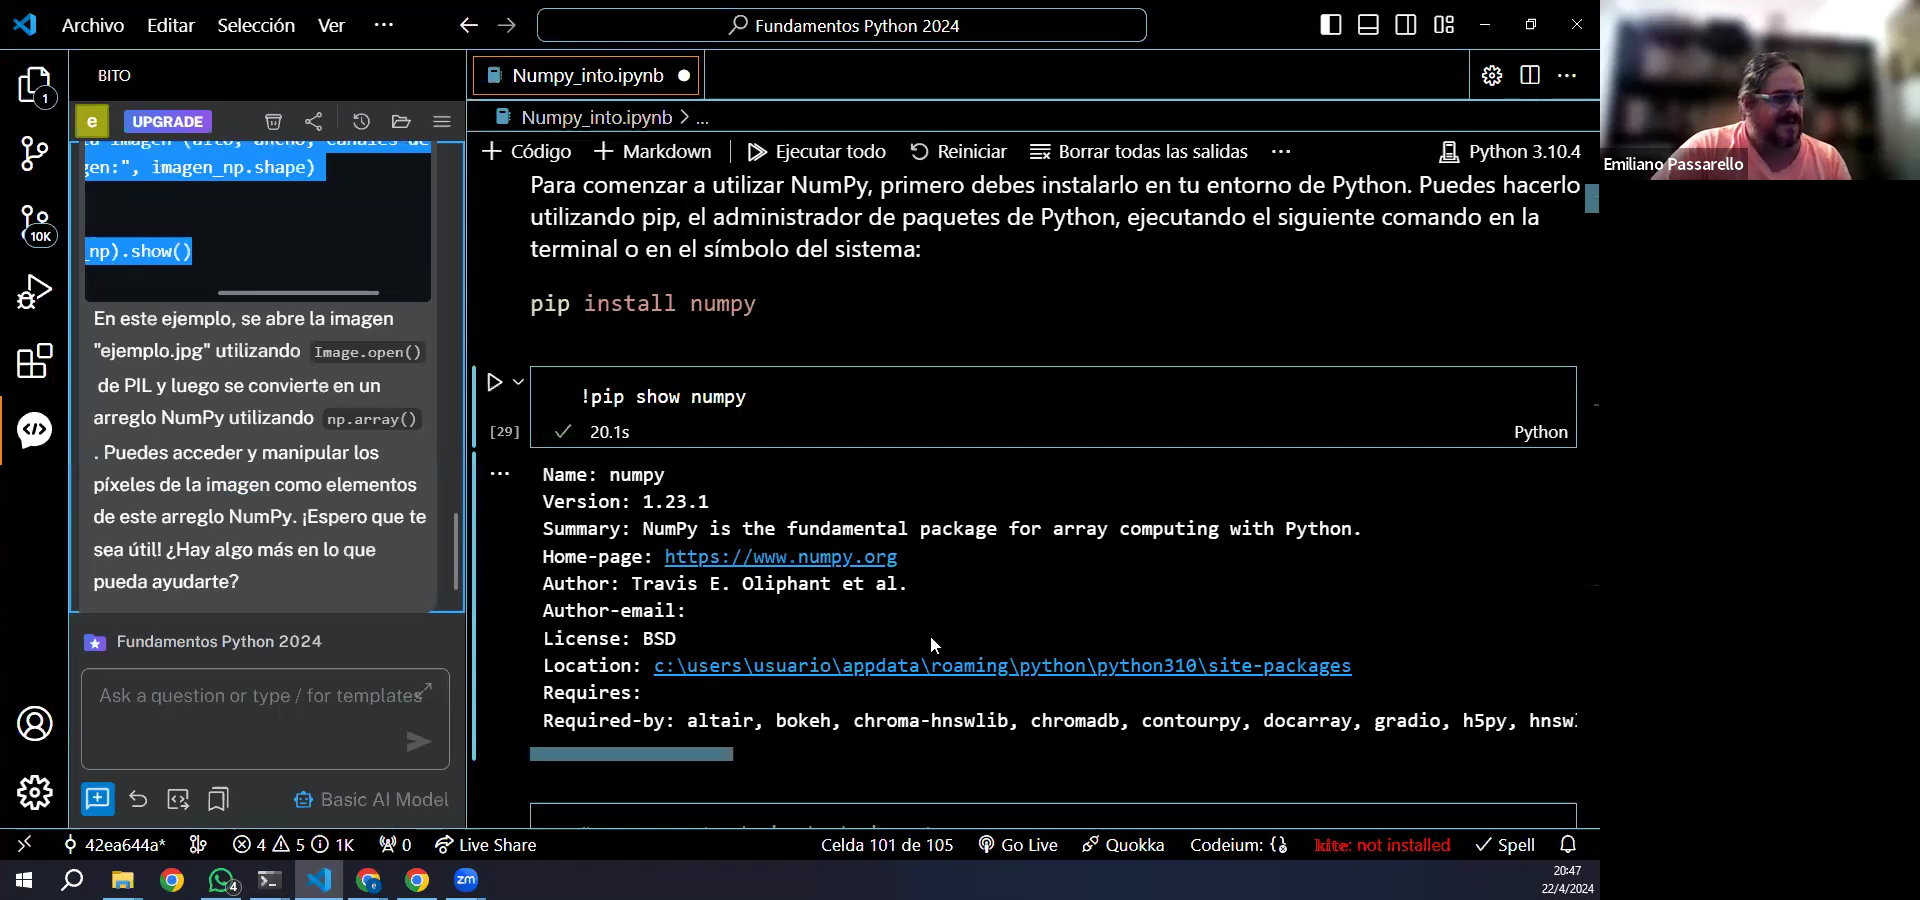 Archivo Editar Selección Ver ···
Fundamentos Python 2024
BITO
Numpy_into.ipynb
e UPGRADE
Numpy_into.ipynb > ...
gen:", imagen_np.shape)
_np).show()
Código Markdown Ejecutar todo Reiniciar Borrar todas las salidas ··· Python 3.10.4
Para comenzar a utilizar NumPy, primero debes instalarlo en tu entorno de Python. Puedes hacerlo
utilizando pip, el administrador de paquetes de Python, ejecutando el siguiente comando en la
terminal o en el símbolo del sistema:
pip install numpy
!pip show numpy
[29] 20.1s Python
Name: numpy
Version: 1.23.1
Summary: NumPy is the fundamental package for array computing with Python.
Home-page: https://www.numpy.org
Author: Travis E. Oliphant et al.
Author-email:
License: BSD
Location: c:\users\usuario\appdata\roaming\python\python310\site-packages
Requires:
Required-by: altair, bokeh, chroma-hnswlib, chromadb, contourpy, docarray, gradio, h5py, hnsw
En este ejemplo, se abre la imagen
"ejemplo.jpg" utilizando Image.open()
de PIL y luego se convierte en un
arreglo NumPy utilizando np.array()
. Puedes acceder y manipular los
píxeles de la imagen como elementos
de este arreglo NumPy. ¡Espero que te
sea útil! ¿Hay algo más en lo que
pueda ayudarte?
Fundamentos Python 2024
Ask a question or type / for templates
Basic AI Model
1
10K
42ea644a* 4 5 1K 0 Live Share Celda 101 de 105 Go Live Quokka Codeium: {} kite: not installed Spell
4
zm
20:47
22/4/2024
Emiliano Passarello